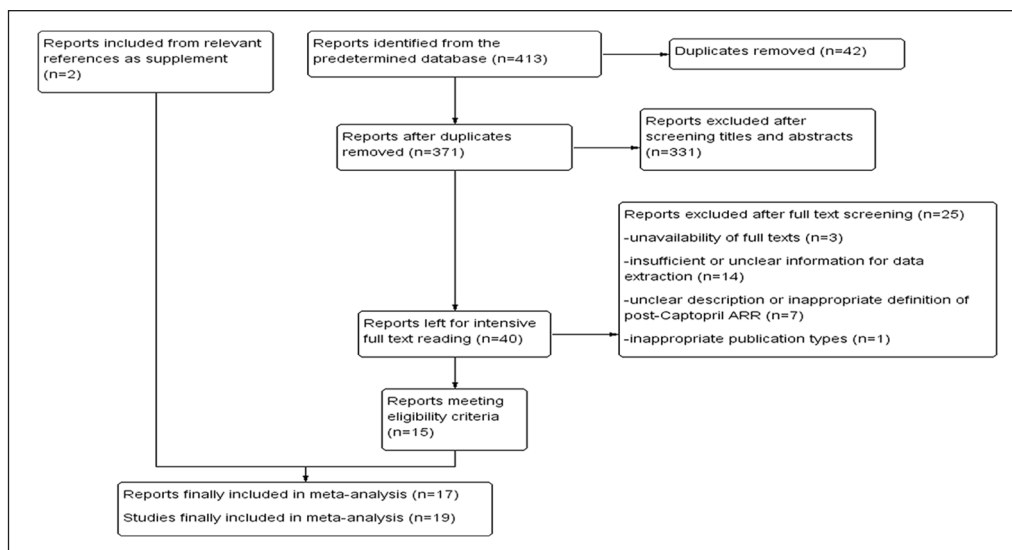 Reports included from relevant
references as supplement
(n=2)
Reports identified from the
predetermined database (n=413)
Duplicates removed (n=42)
Reports after duplicates
removed (n=371)
Reports excluded after
screening titles and abstracts
(n=331)
Reports excluded after full text screening (n=25)
-unavailability of full texts (n=3)
-insufficient or unclear information for data
extraction (n=14)
-unclear description or inappropriate definition of
post-Captopril ARR (n=7)
-inappropriate publication types (n=1)
Reports left for intensive
full text reading (n=40)
Reports meeting
eligibility criteria
(n=15)
Reports finally included in meta-analysis (n=17)
Studies finally included in meta-analysis (n=19)